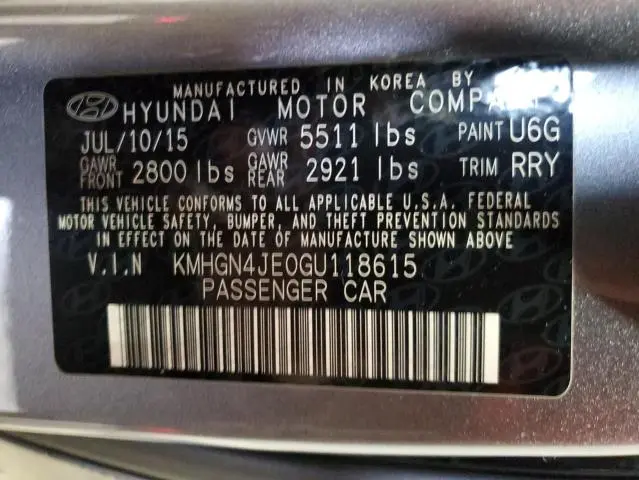 MANUFACTURED IN KOREA BY
HYUNDAI MOTOR COMPANY
JUL/10/15 GVWR 5511 lbs PAINT U6G
GAWR FRONT 2800 lbs GAWR REAR 2921 lbs TRIM RRY
THIS VEHICLE CONFORMS TO ALL APPLICABLE U.S.A. FEDERAL
MOTOR VEHICLE SAFETY, BUMPER, AND THEFT PREVENTION STANDARDS
IN EFFECT ON THE DATE OF MANUFACTURE SHOWN ABOVE
V.I.N KMHGN4JE0GU118615
PASSENGER CAR